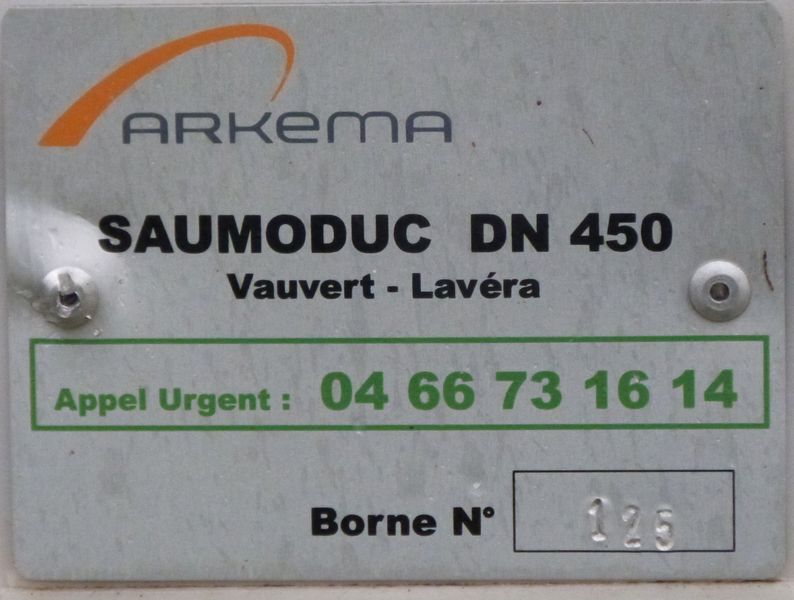 ARKEMA
SAUMODUC DN 450
Vauvert - Lavéra
Appel Urgent : 04 66 73 16 14
Borne N° 125